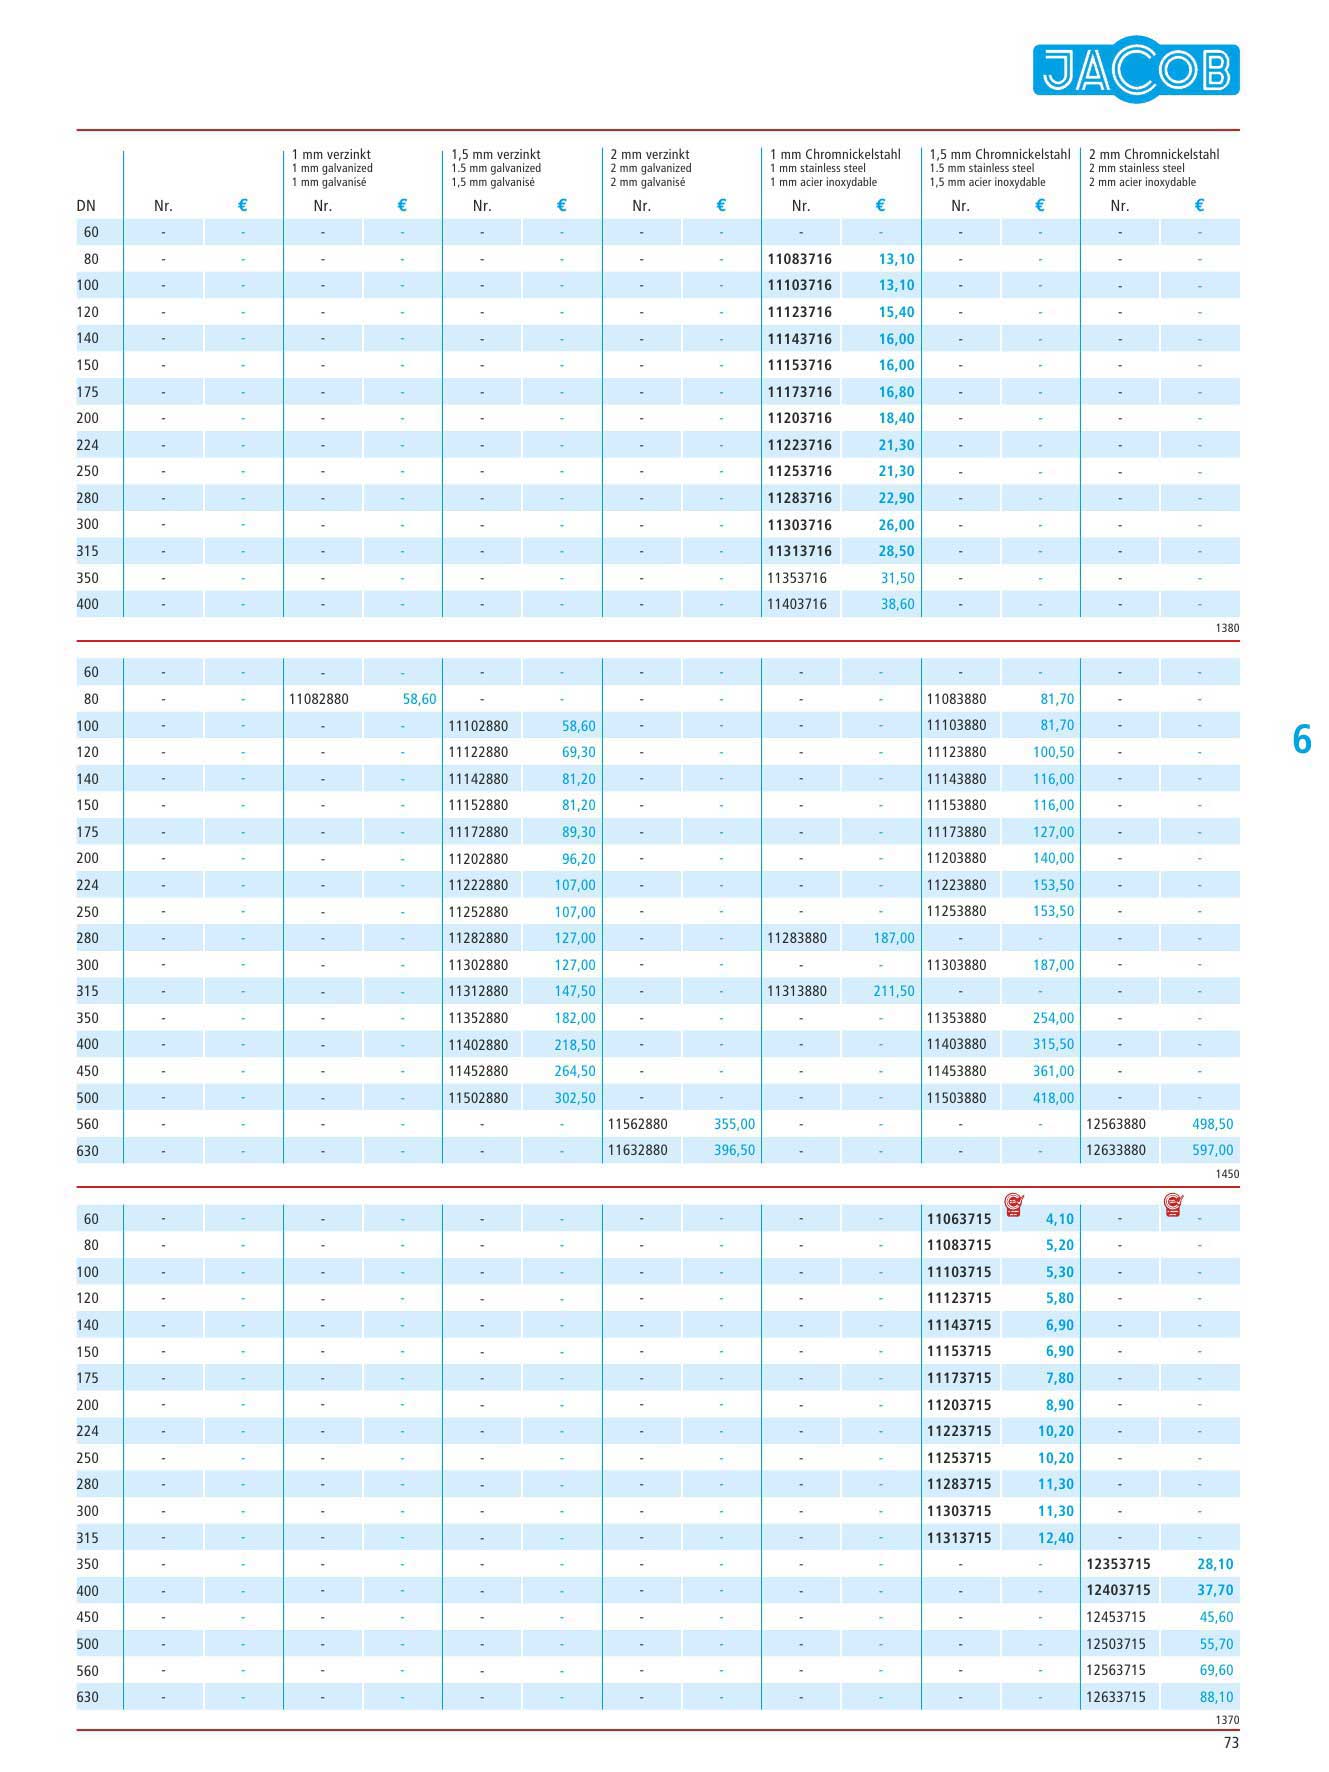 JACOB
1 mm verzinkt 1,5 mm verzinkt 2 mm verzinkt 1 mm Chromnickelstahl 1,5 mm Chromnickelstahl 2 mm Chromnickelstahl
1 mm galvanized 1.5 mm galvanized 2 mm galvanized 1 mm stainless steel 1.5 mm stainless steel 2 mm stainless steel
1 mm galvanisé 1,5 mm galvanisé 2 mm galvanisé 1 mm acier inoxydable 1,5 mm acier inoxydable 2 mm acier inoxydable
DN Nr. € Nr. € Nr. € Nr. € Nr. € Nr. € Nr. €
60 - - - - - - - - - - - - - -
80 - - - - - - - - 11083716 13,10 - - - -
100 - - - - - - - - 11103716 13,10 - - - -
120 - - - - - - - - 11123716 15,40 - - - -
140 - - - - - - - - 11143716 16,00 - - - -
150 - - - - - - - - 11153716 16,00 - - - -
175 - - - - - - - - 11173716 16,80 - - - -
200 - - - - - - - - 11203716 18,40 - - - -
224 - - - - - - - - 11223716 21,30 - - - -
250 - - - - - - - - 11253716 21,30 - - - -
280 - - - - - - - - 11283716 22,90 - - - -
300 - - - - - - - - 11303716 26,00 - - - -
315 - - - - - - - - 11313716 28,50 - - - -
350 - - - - - - - - 11353716 31,50 - - - -
400 - - - - - - - - 11403716 38,60 - - - -
1380
60 - - - - - - - - - - - - - -
80 - - 11082880 58,60 - - - - - - 11083880 81,70 - -
100 - - - - 11102880 58,60 - - - - 11103880 81,70 - -
120 - - - - 11122880 69,30 - - - - 11123880 100,50 - -
140 - - - - 11142880 81,20 - - - - 11143880 116,00 - -
150 - - - - 11152880 81,20 - - - - 11153880 116,00 - -
175 - - - - 11172880 89,30 - - - - 11173880 127,00 - -
200 - - - - 11202880 96,20 - - - - 11203880 140,00 - -
224 - - - - 11222880 107,00 - - - - 11223880 153,50 - -
250 - - - - 11252880 107,00 - - - - 11253880 153,50 - -
280 - - - - 11282880 127,00 - - 11283880 187,00 - - - -
300 - - - - 11302880 127,00 - - - - 11303880 187,00 - -
315 - - - - 11312880 147,50 - - 11313880 211,50 - - - -
350 - - - - 11352880 182,00 - - - - 11353880 254,00 - -
400 - - - - 11402880 218,50 - - - - 11403880 315,50 - -
450 - - - - 11452880 264,50 - - - - 11453880 361,00 - -
500 - - - - 11502880 302,50 - - - - 11503880 418,00 - -
560 - - - - - - 11562880 355,00 - - - - 12563880 498,50
630 - - - - - - 11632880 396,50 - - - - 12633880 597,00
1450
6
60 - - - - - - - - - - 11063715 4,10 - -
80 - - - - - - - - - - 11083715 5,20 - -
100 - - - - - - - - - - 11103715 5,30 - -
120 - - - - - - - - - - 11123715 5,80 - -
140 - - - - - - - - - - 11143715 6,90 - -
150 - - - - - - - - - - 11153715 6,90 - -
175 - - - - - - - - - - 11173715 7,80 - -
200 - - - - - - - - - - 11203715 8,90 - -
224 - - - - - - - - - - 11223715 10,20 - -
250 - - - - - - - - - - 11253715 10,20 - -
280 - - - - - - - - - - 11283715 11,30 - -
300 - - - - - - - - - - 11303715 11,30 - -
315 - - - - - - - - - - 11313715 12,40 - -
350 - - - - - - - - - - - - 12353715 28,10
400 - - - - - - - - - - - - 12403715 37,70
450 - - - - - - - - - - - - 12453715 45,60
500 - - - - - - - - - - - - 12503715 55,70
560 - - - - - - - - - - - - 12563715 69,60
630 - - - - - - - - - - - - 12633715 88,10
1370
73